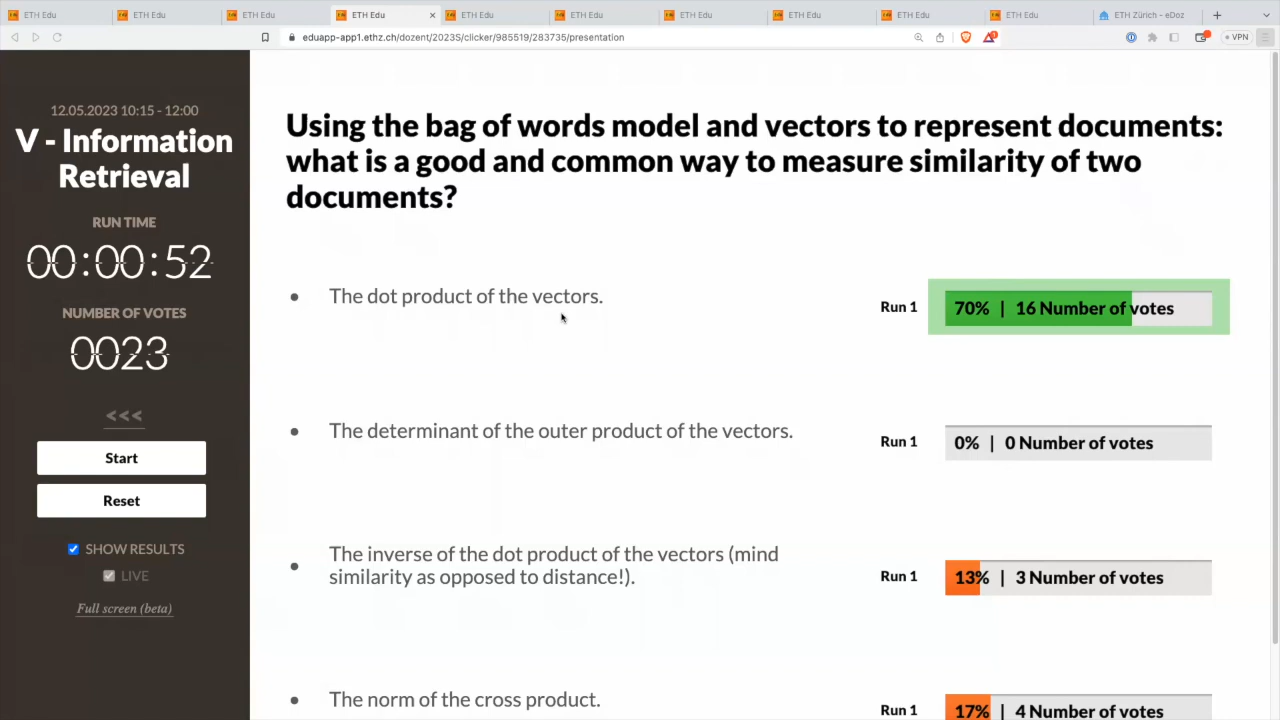 ETH Edu
ETH Edu
ETH Edu
ETH Edu
ETH Edu
ETH Edu
ETH Edu
ETH Edu
ETH Edu
ETH Edu
ETH Zürich - eDoz
eduapp-app1.ethz.ch/dozent/2023S/clicker/985519/283735/presentation
VPN
12.05.2023 10:15 - 12:00
V - Information
Retrieval
RUN TIME
00:00:52
NUMBER OF VOTES
0023
<<<
Start
Reset
SHOW RESULTS
LIVE
Full screen (beta)
Using the bag of words model and vectors to represent documents:
what is a good and common way to measure similarity of two
documents?
• The dot product of the vectors.
Run 1
70% | 16 Number of votes
• The determinant of the outer product of the vectors.
Run 1
0% | 0 Number of votes
• The inverse of the dot product of the vectors (mind
similarity as opposed to distance!).
Run 1
13% | 3 Number of votes
• The norm of the cross product.
Run 1
17% | 4 Number of votes